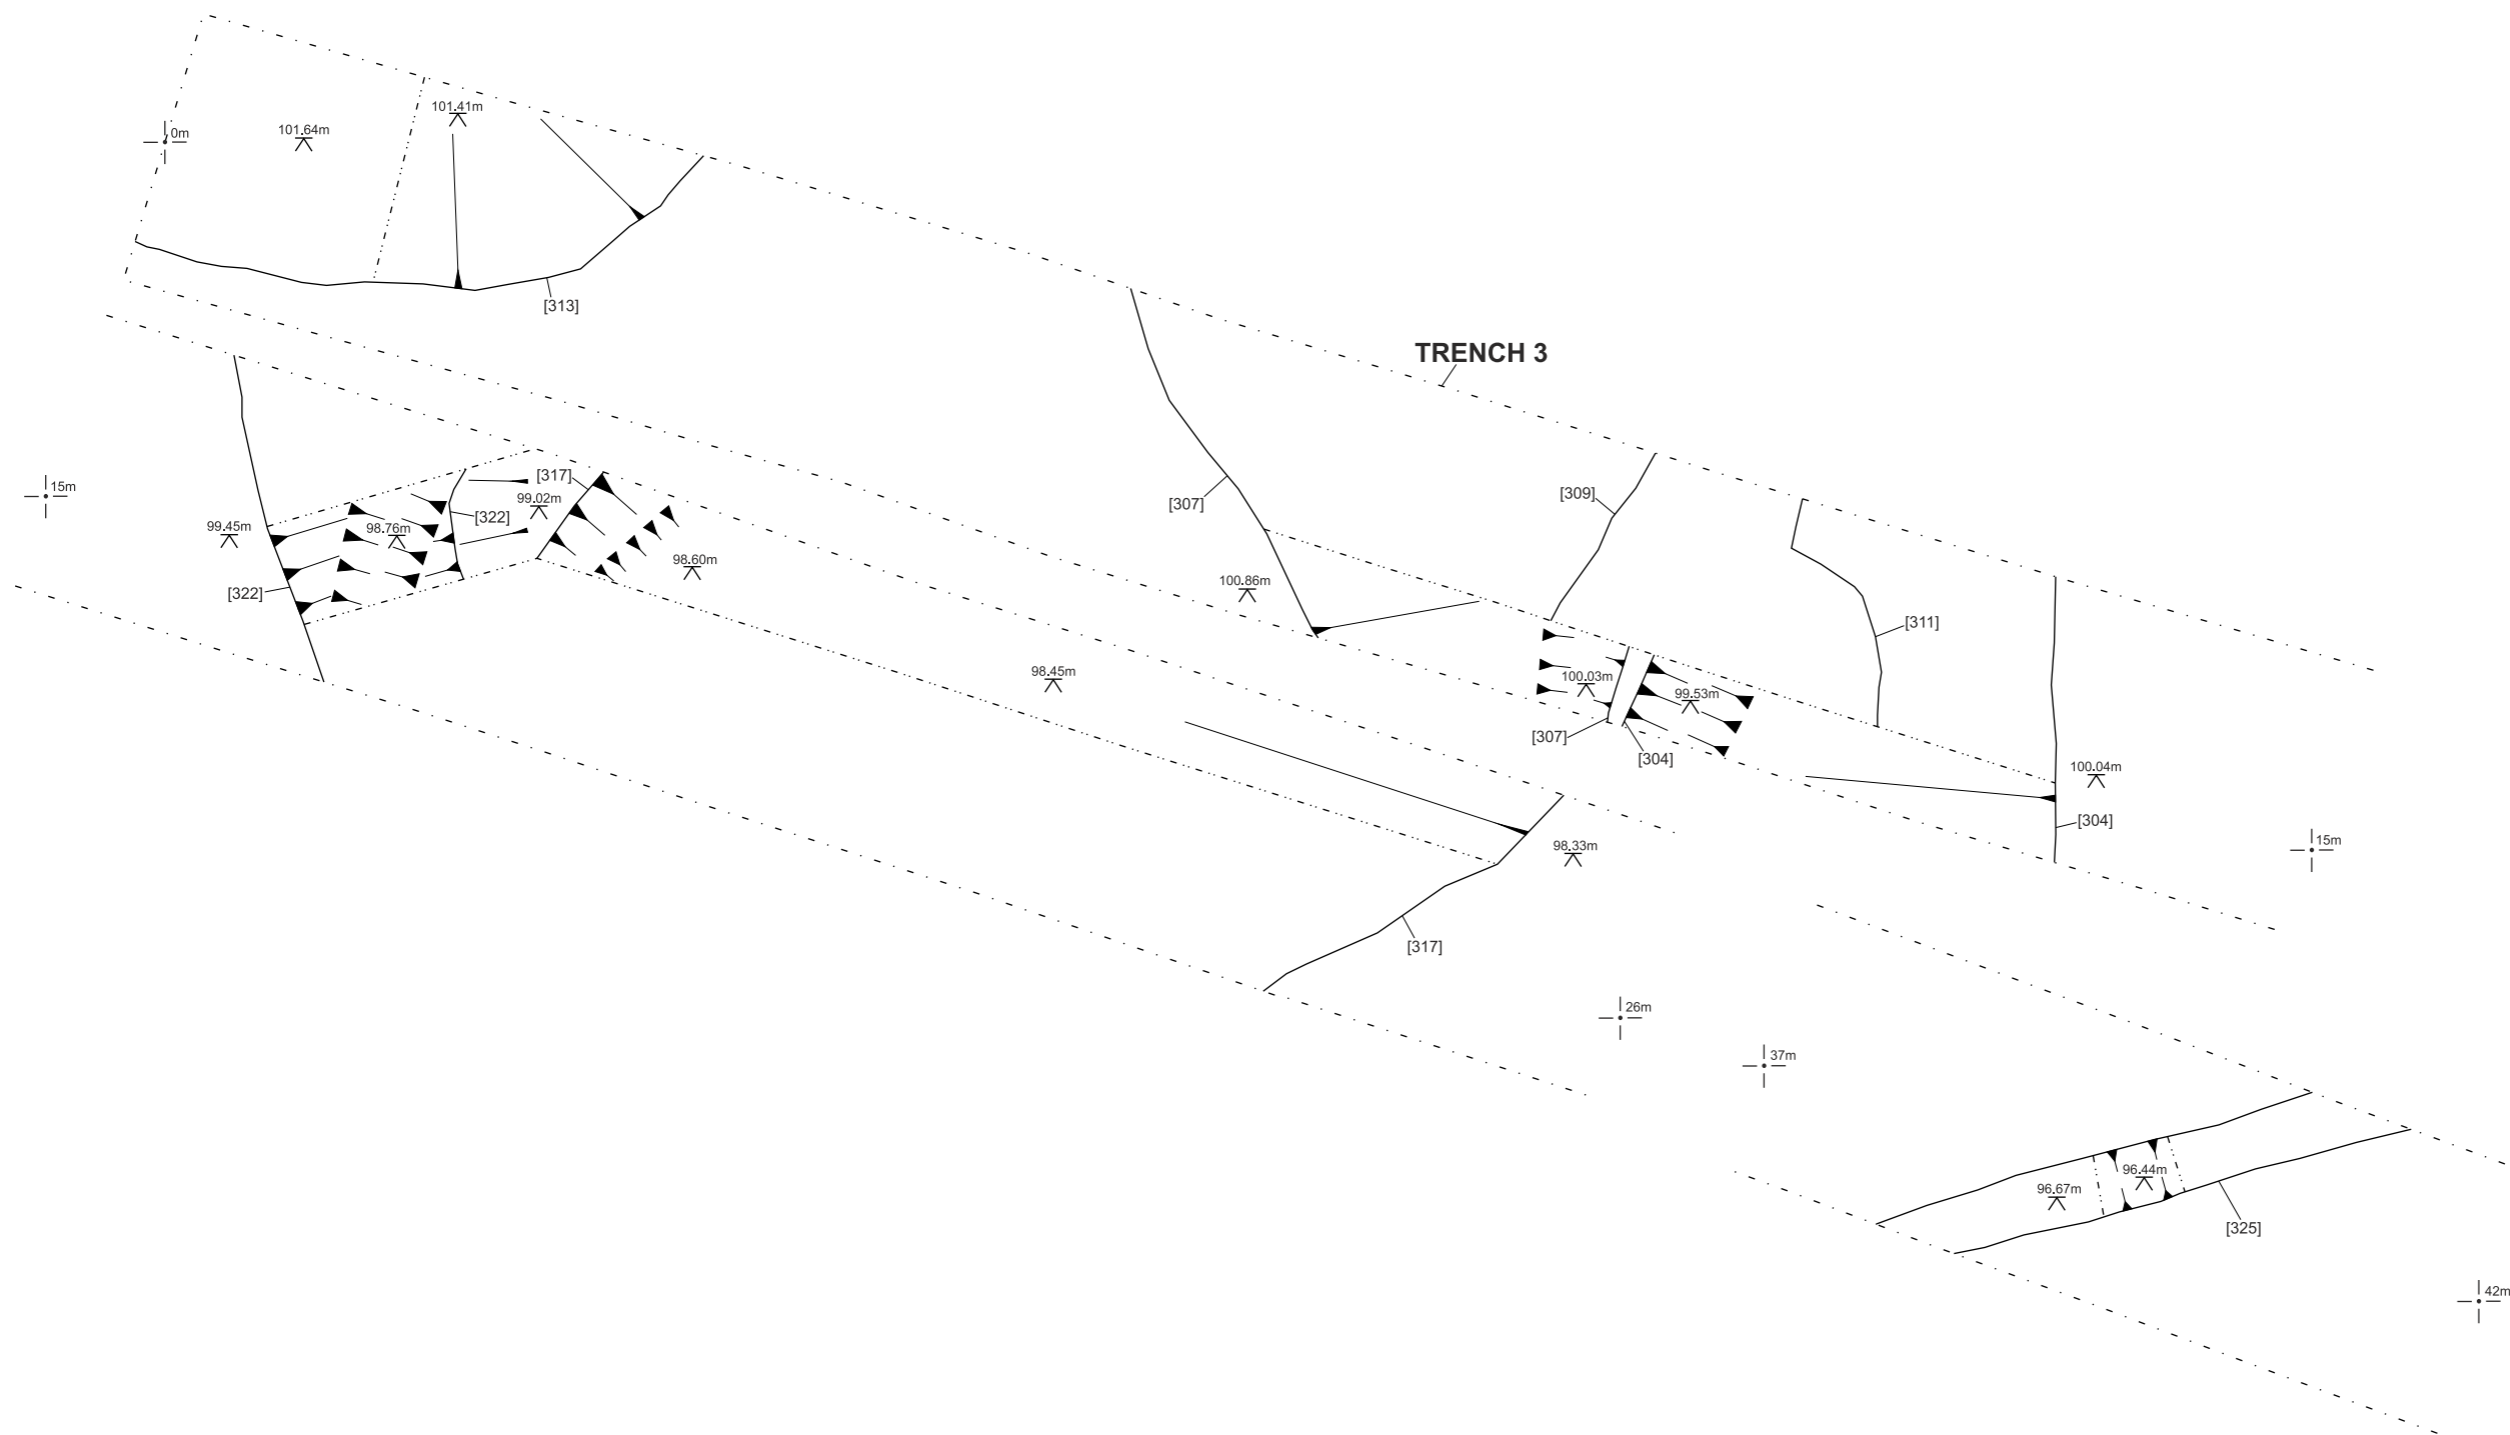 101.41m
101.64m
0m
[313]
TRENCH 3
[317]
15m
[309]
99.02m
[307]
[322]
99.45m
98.76m
98.60m
100.86m
[322]
[311]
98.45m
100.03m
99.53m
[307]
[304]
100.04m
[304]
15m
98.33m
[317]
26m
37m
96.44m
96.67m
[325]
42m